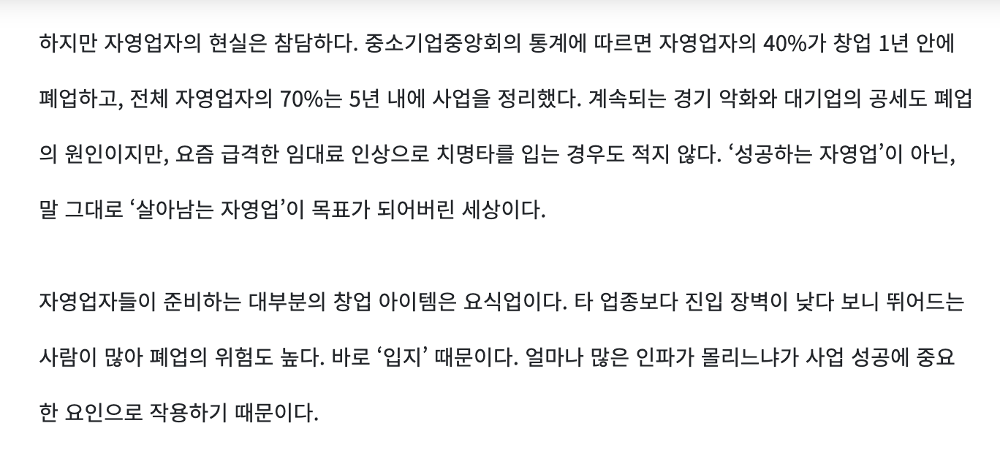 하지만 자영업자의 현실은 참담하다. 중소기업중앙회의 통계에 따르면 자영업자의 40%가 창업 1년 안에
폐업하고, 전체 자영업자의 70%는 5년 내에 사업을 정리했다. 계속되는 경기 악화와 대기업의 공세도 폐업
의 원인이지만, 요즘 급격한 임대료 인상으로 치명타를 입는 경우도 적지 않다. ‘성공하는 자영업’이 아닌,
말 그대로 ‘살아남는 자영업’이 목표가 되어버린 세상이다.
자영업자들이 준비하는 대부분의 창업 아이템은 요식업이다. 타 업종보다 진입 장벽이 낮다 보니 뛰어드는
사람이 많아 폐업의 위험도 높다. 바로 ‘입지’ 때문이다. 얼마나 많은 인파가 몰리느냐가 사업 성공에 중요
한 요인으로 작용하기 때문이다.